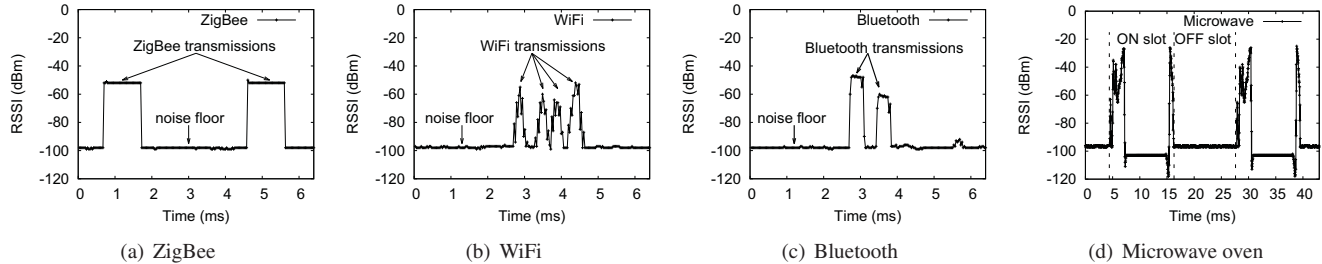 0
-20
-40
-60
-80
-100
-120
RSSI (dBm)
ZigBee
ZigBee transmissions
noise floor
0 1 2 3 4 5 6
Time (ms)
(a) ZigBee
0
-20
-40
-60
-80
-100
-120
RSSI (dBm)
WiFi
WiFi transmissions
noise floor
0 1 2 3 4 5 6
Time (ms)
(b) WiFi
0
-20
-40
-60
-80
-100
-120
RSSI (dBm)
Bluetooth
Bluetooth transmissions
noise floor
0 1 2 3 4 5 6
Time (ms)
(c) Bluetooth
0
-20
-40
-60
-80
-100
-120
RSSI (dBm)
Microwave
ON slot OFF slot
0 5 10 15 20 25 30 35 40
Time (ms)
(d) Microwave oven